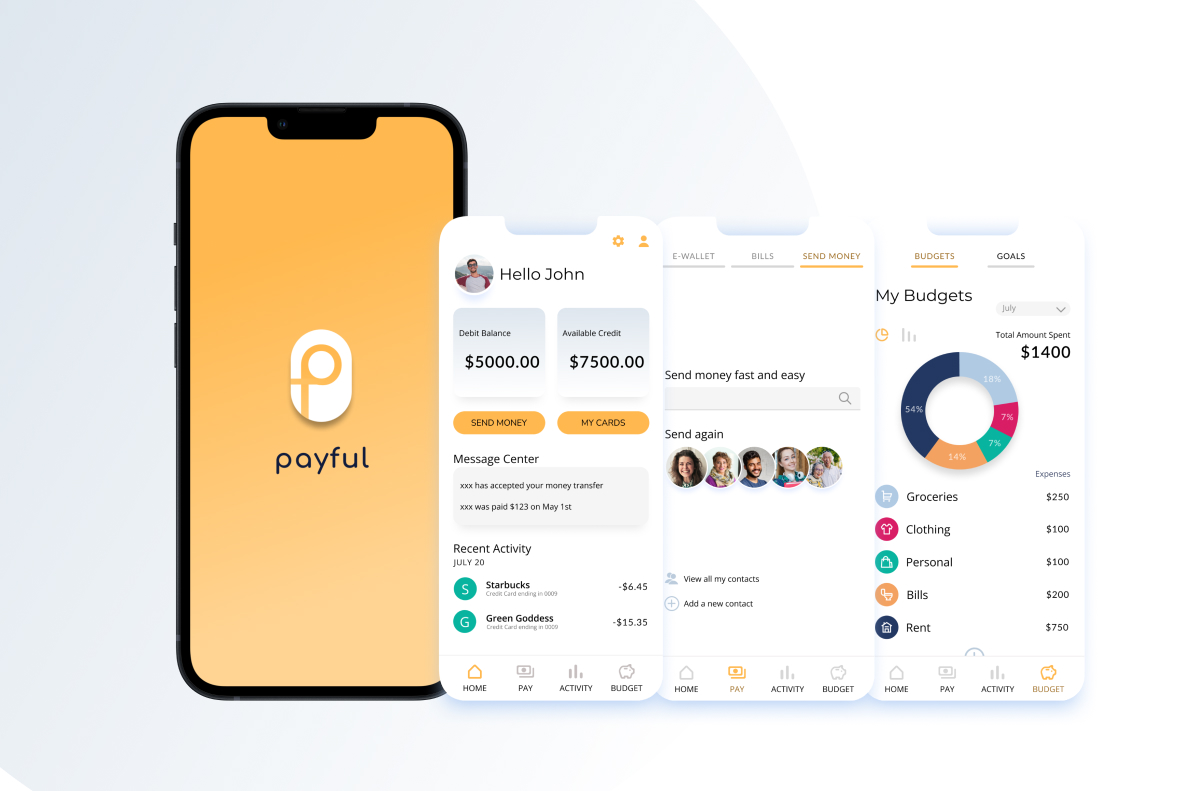 payful
Hello John
Debit Balance
$5000.00
Available Credit
$7500.00
SEND MONEY
MY CARDS
Message Center
xxx has accepted your money transfer
xxx was paid $123 on May 1st
Recent Activity
JULY 20
S
Starbucks
Credit Card ending in 0009
-$6.45
G
Green Goddess
Credit Card ending in 0009
-$15.35
HOME PAY ACTIVITY BUDGET
E-WALLET BILLS SEND MONEY
Send money fast and easy
Send again
View all my contacts
Add a new contact
HOME PAY ACTIVITY BUDGET
BUDGETS GOALS
My Budgets
July
Total Amount Spent
$1400
18%
54%
7%
7%
14%
Expenses
Groceries $250
Clothing $100
Personal $100
Bills $200
Rent $750
HOME PAY ACTIVITY BUDGET